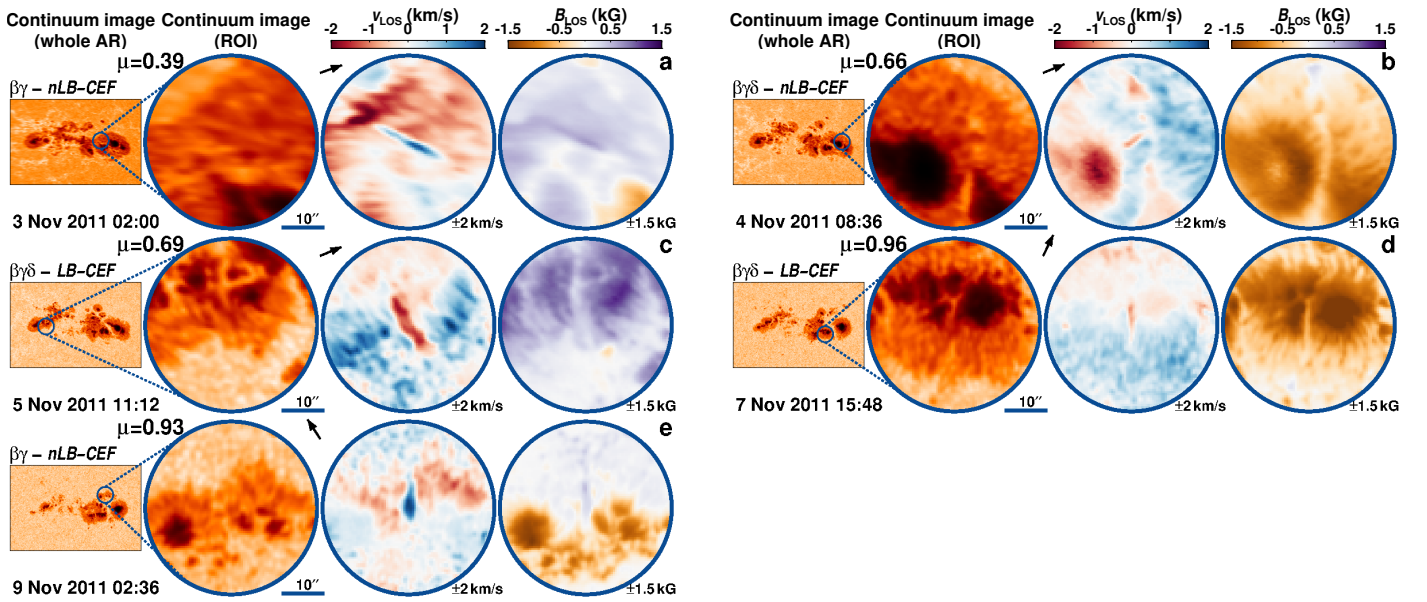 Continuum image (whole AR)
Continuum image (ROI)
vLOS (km/s)
-2 -1 0 1 2
BLOS (kG)
-1.5 -0.5 0.5 1.5
μ=0.39
a
βγ – nLB–CEF
3 Nov 2011 02:00
10″
±2 km/s
±1.5 kG
Continuum image (whole AR)
Continuum image (ROI)
vLOS (km/s)
-2 -1 0 1 2
BLOS (kG)
-1.5 -0.5 0.5 1.5
μ=0.66
b
βγδ – nLB–CEF
4 Nov 2011 08:36
10″
±2 km/s
±1.5 kG
μ=0.69
c
βγδ – LB–CEF
5 Nov 2011 11:12
10″
±2 km/s
±1.5 kG
μ=0.96
d
βγδ – LB–CEF
7 Nov 2011 15:48
10″
±2 km/s
±1.5 kG
μ=0.93
e
βγ – nLB–CEF
9 Nov 2011 02:36
10″
±2 km/s
±1.5 kG